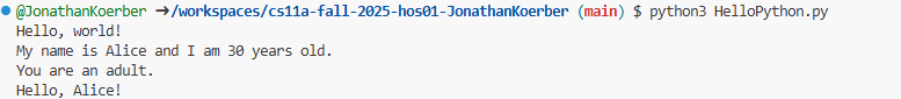 @JonathanKoerber →/workspaces/cs11a-fall-2025-hos01-JonathanKoerber (main) $ python3 HelloPython.py
Hello, world!
My name is Alice and I am 30 years old.
You are an adult.
Hello, Alice!